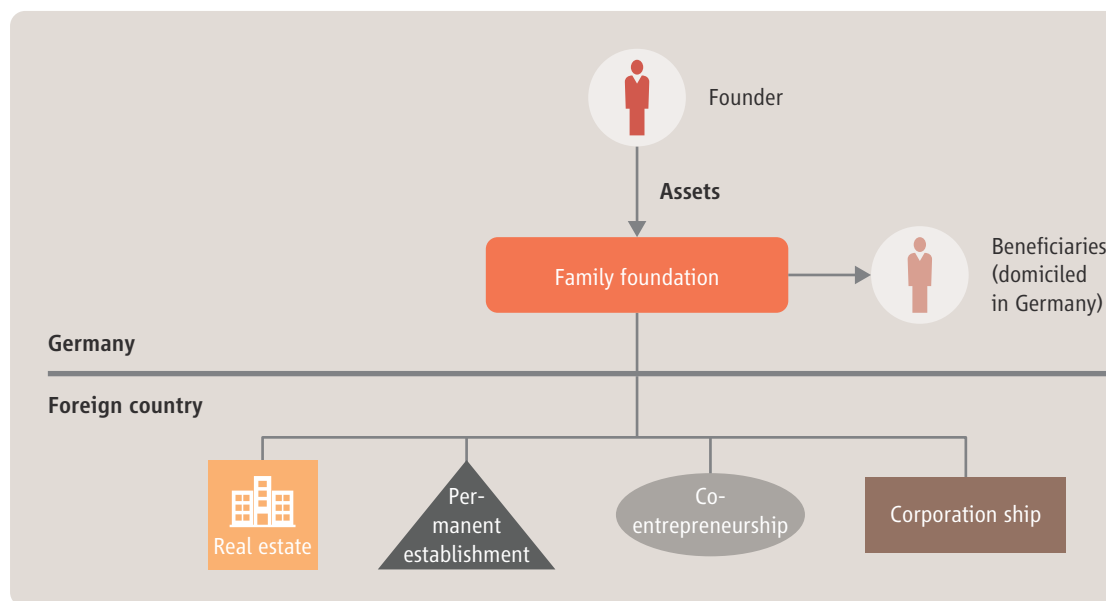 Founder
Assets
Family foundation
Beneficiaries
(domiciled
in Germany)
Germany
Foreign country
Real estate
Per-
manent
establishment
Co-
entrepreneurship
Corporation ship